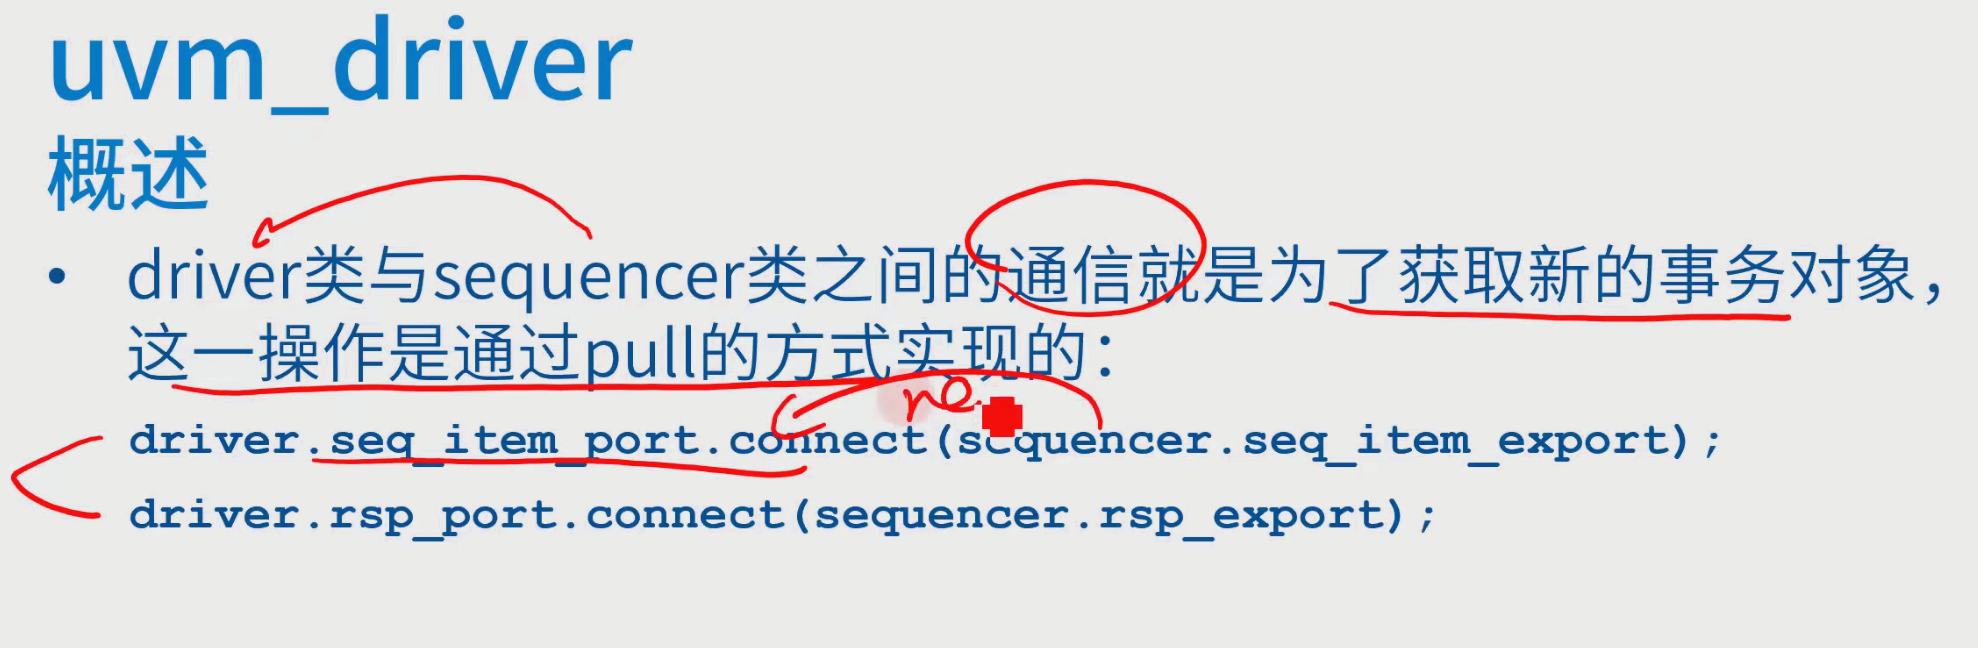 uvm_driver
概述
• driver类与sequencer类之间的通信就是为了获取新的事务对象，
这一操作是通过pull的方式实现的：
re
driver.seq_item_port.connect(sequencer.seq_item_export);
driver.rsp_port.connect(sequencer.rsp_export);